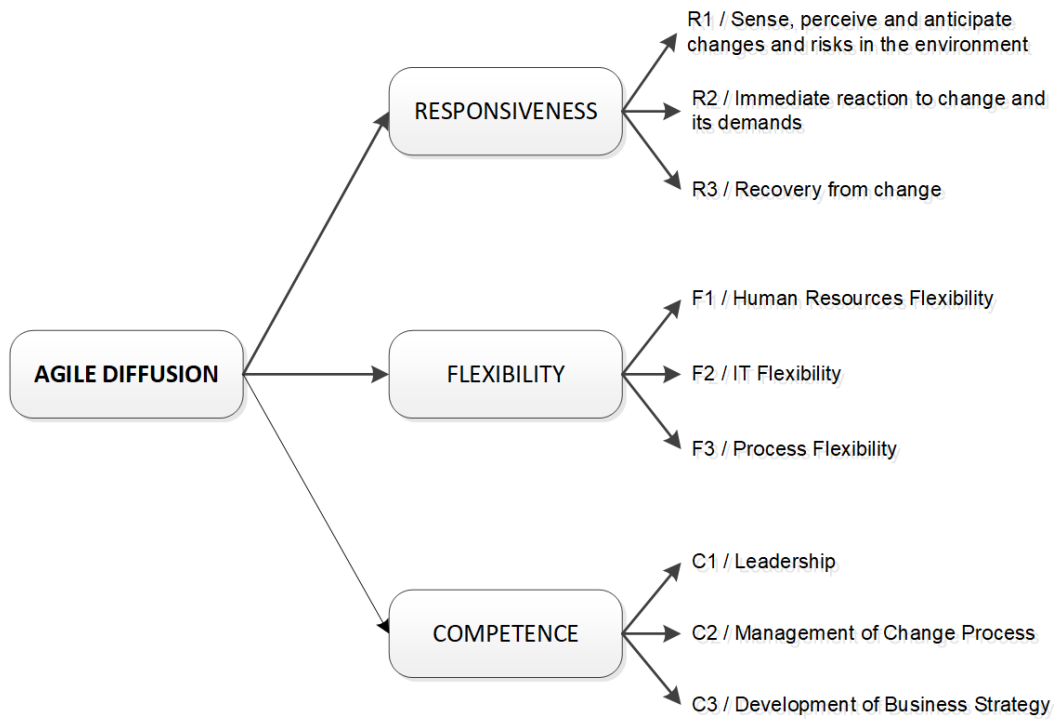 R1 / Sense, perceive and anticipate
changes and risks in the environment
RESPONSIVENESS
R2 / Immediate reaction to change and
its demands
R3 / Recovery from change
F1 / Human Resources Flexibility
AGILE DIFFUSION
FLEXIBILITY
F2 / IT Flexibility
F3 / Process Flexibility
C1 / Leadership
COMPETENCE
C2 / Management of Change Process
C3 / Development of Business Strategy